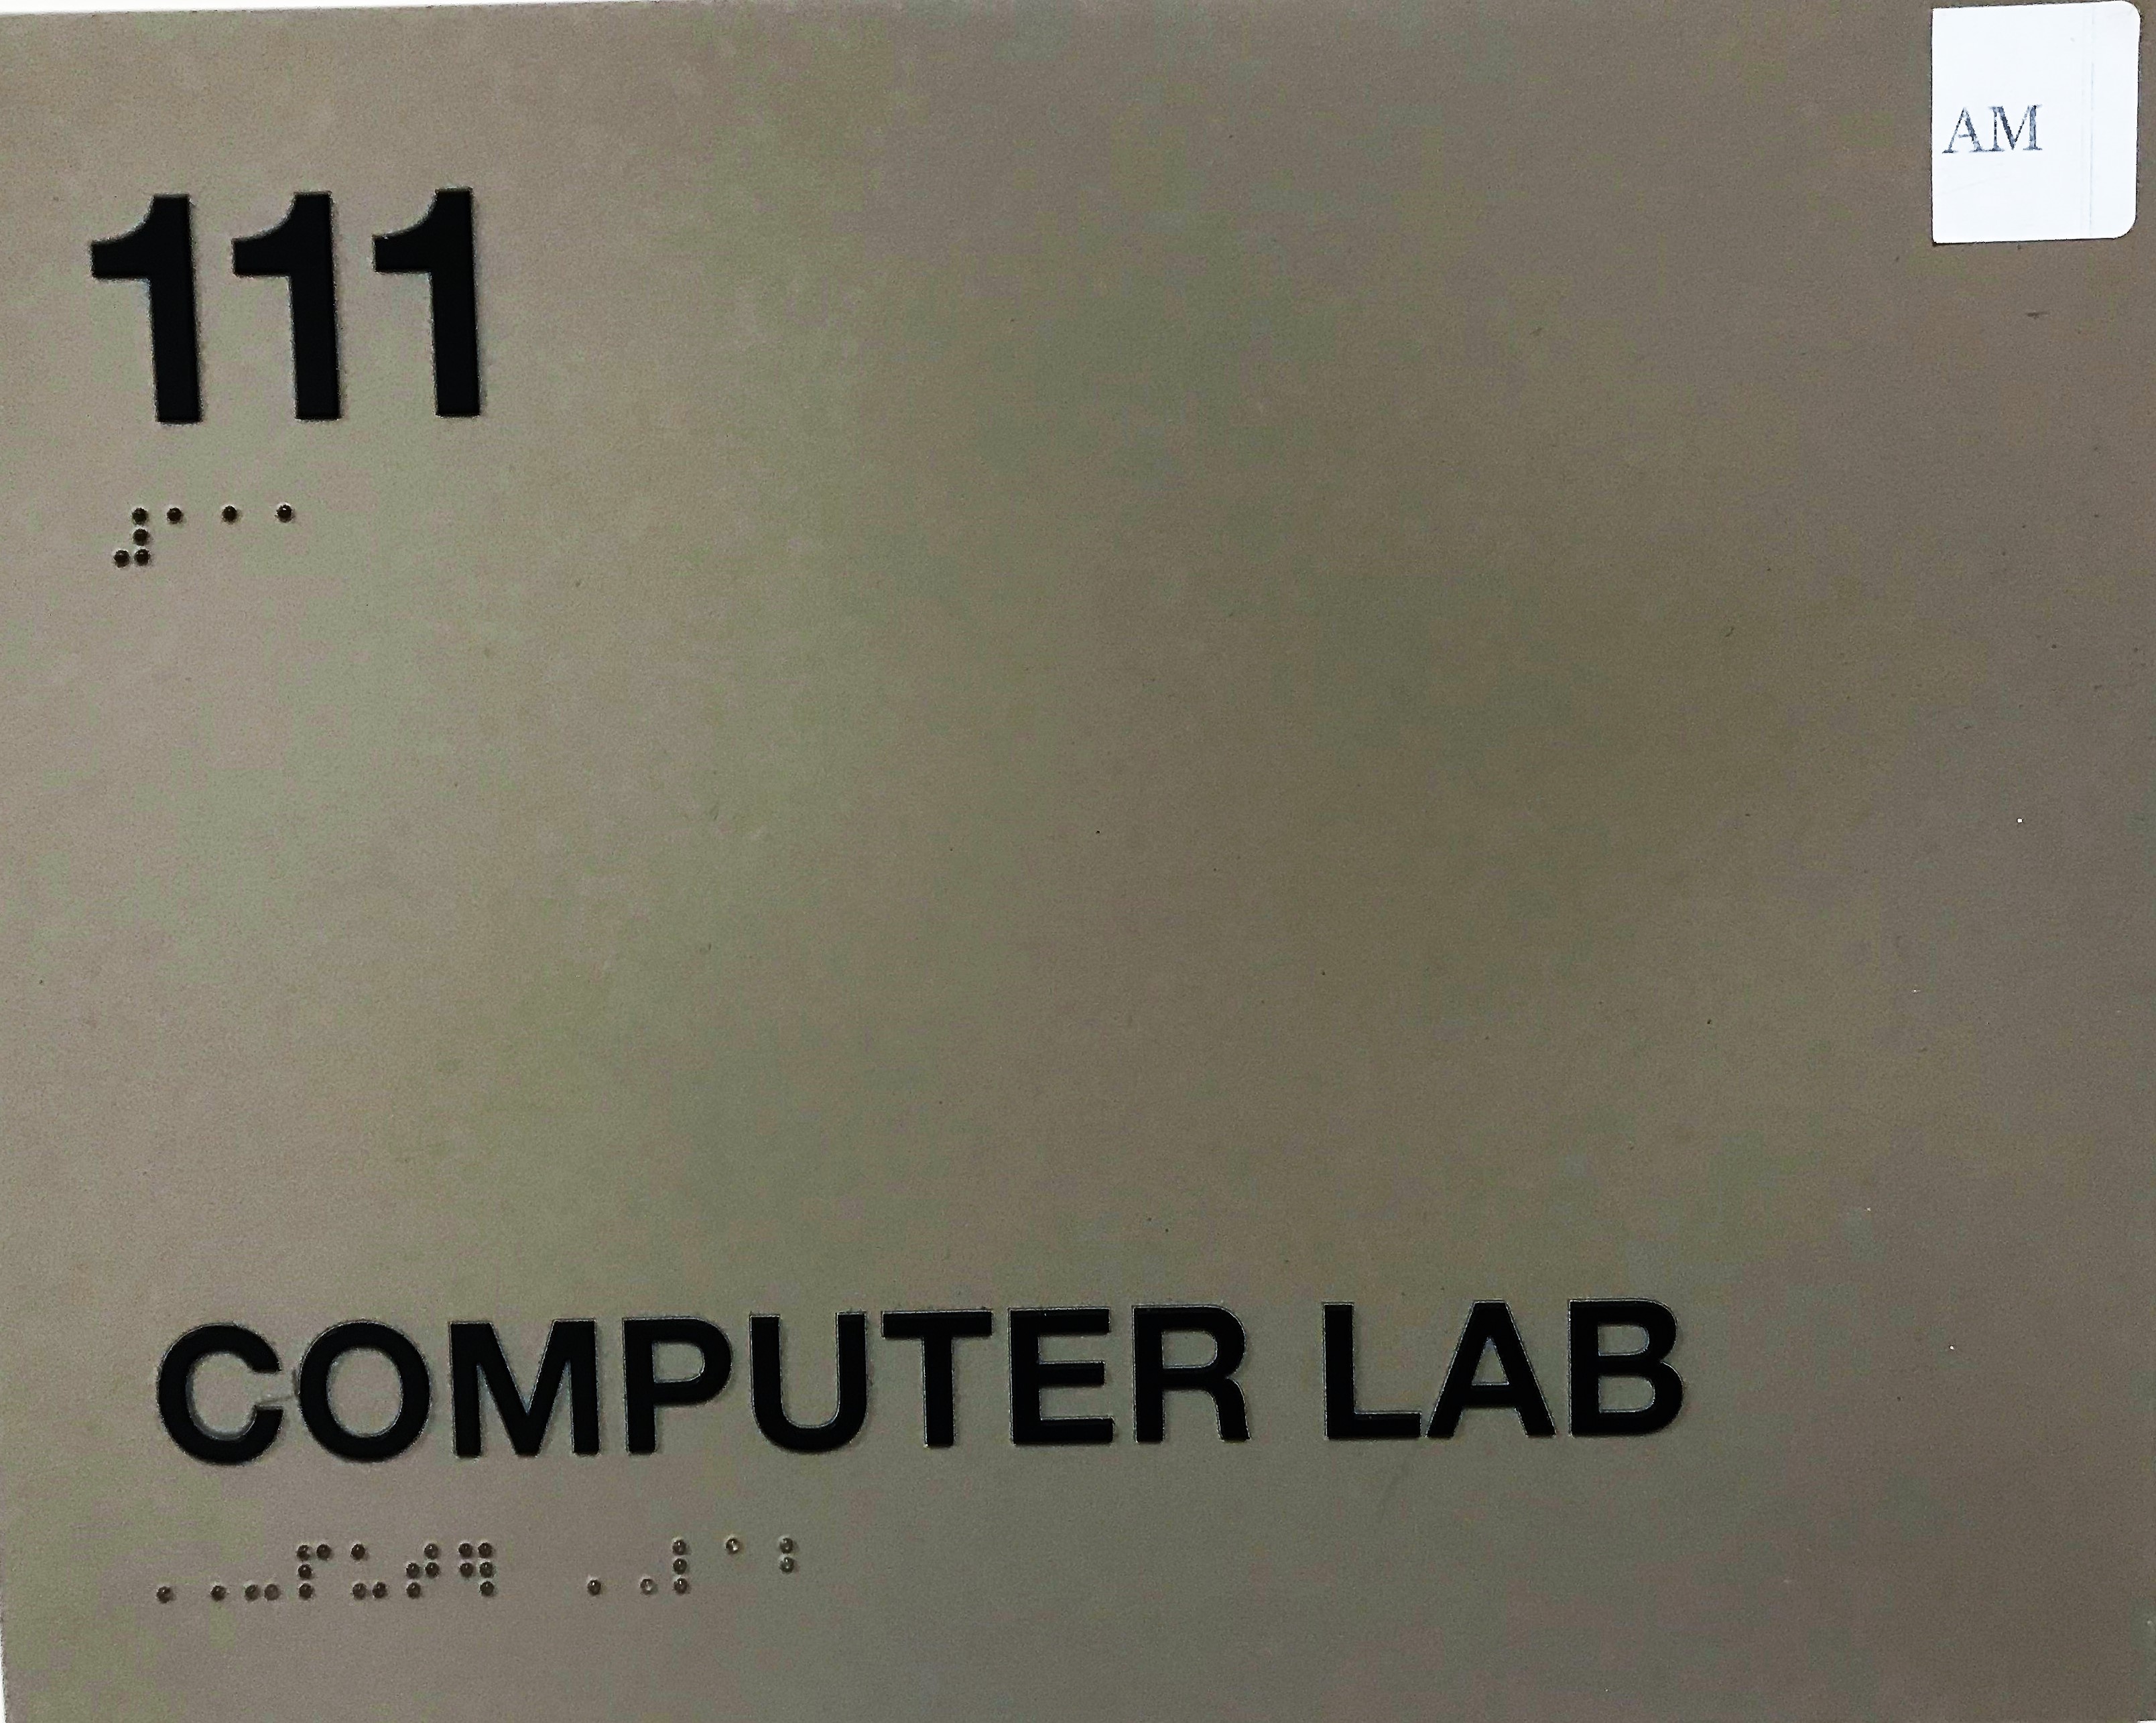 111
⠼⠁⠁⠁
AM
COMPUTER LAB
⠠⠠⠤⠏⠥⠞⠻ ⠠⠠⠇⠁⠃